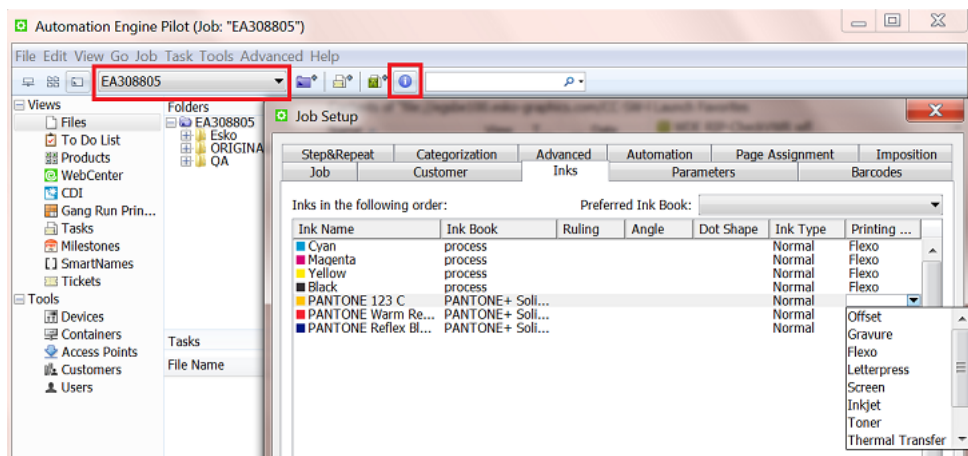 Automation Engine Pilot (Job: "EA308805")
File Edit View Go Job Task Tools Advanced Help
EA308805
Views
Files
To Do List
Products
WebCenter
CDI
Gang Run Prin...
Tasks
Milestones
SmartNames
Tickets
Tools
Devices
Containers
Access Points
Customers
Users
Folders
EA308805
Esko
ORIGINA
QA
Tasks
File Name
Job Setup
Step&Repeat Categorization Advanced Automation Page Assignment Imposition
Job Customer Inks Parameters Barcodes
Inks in the following order: Preferred Ink Book:
Ink Name Ink Book Ruling Angle Dot Shape Ink Type Printing ...
Cyan process Normal Flexo
Magenta process Normal Flexo
Yellow process Normal Flexo
Black process Normal Flexo
PANTONE 123 C PANTONE+ Soli... Normal
PANTONE Warm Re... PANTONE+ Soli... Normal
PANTONE Reflex Bl... PANTONE+ Soli... Normal
Offset
Gravure
Flexo
Letterpress
Screen
Inkjet
Toner
Thermal Transfer